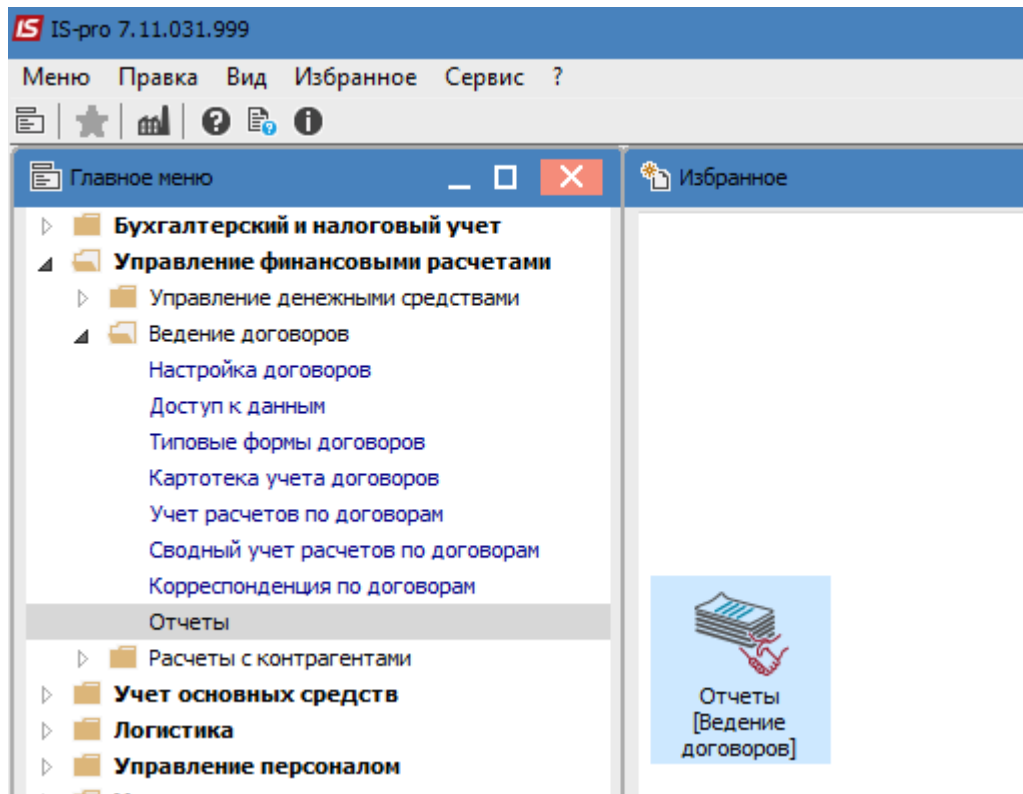 IS IS-pro 7.11.031.999
Меню Правка Вид Избранное Сервис ?
Главное меню
Бухгалтерский и налоговый учет
Управление финансовыми расчетами
Управление денежными средствами
Ведение договоров
Настройка договоров
Доступ к данным
Типовые формы договоров
Картотека учета договоров
Учет расчетов по договорам
Сводный учет расчетов по договорам
Корреспонденция по договорам
Отчеты
Расчеты с контрагентами
Учет основных средств
Логистика
Управление персоналом
Избранное
Отчеты
[Ведение
договоров]